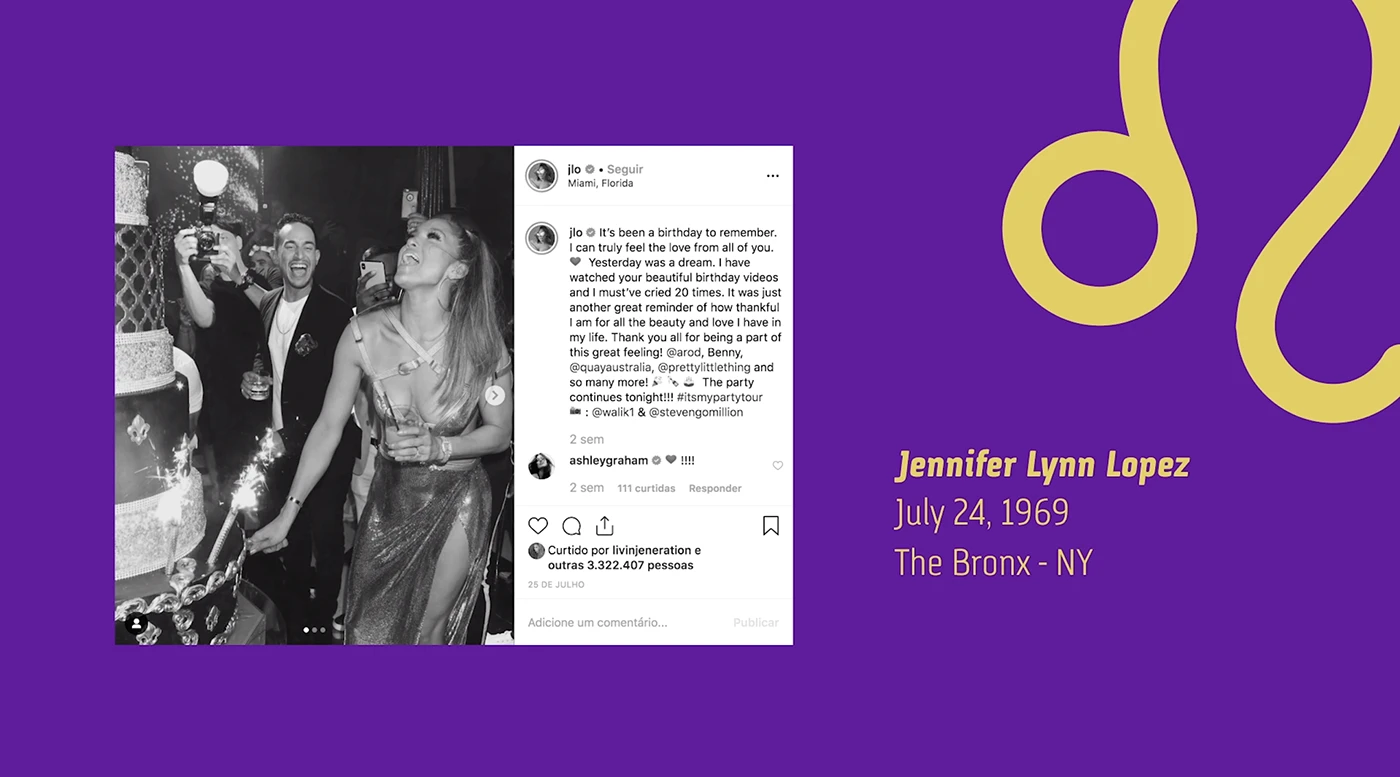 jlo • Seguir
Miami, Florida
jlo It's been a birthday to remember.
I can truly feel the love from all of you.
🖤 Yesterday was a dream. I have
watched your beautiful birthday videos
and I must've cried 20 times. It was just
another great reminder of how thankful
I am for all the beauty and love I have in
my life. Thank you all for being a part of
this great feeling! @arod, Benny,
@quayaustralia, @prettylittlething and
so many more! 🎉 🍾 🎂 The party
continues tonight!!! #itsmypartytour
📷 : @walik1 & @stevengomillion
2 sem
ashleygraham 🖤 !!!!
2 sem 111 curtidas Responder
Curtido por livinjeneration e
outras 3.322.407 pessoas
25 DE JULHO
Adicione um comentário... Publicar
Jennifer Lynn Lopez
July 24, 1969
The Bronx - NY